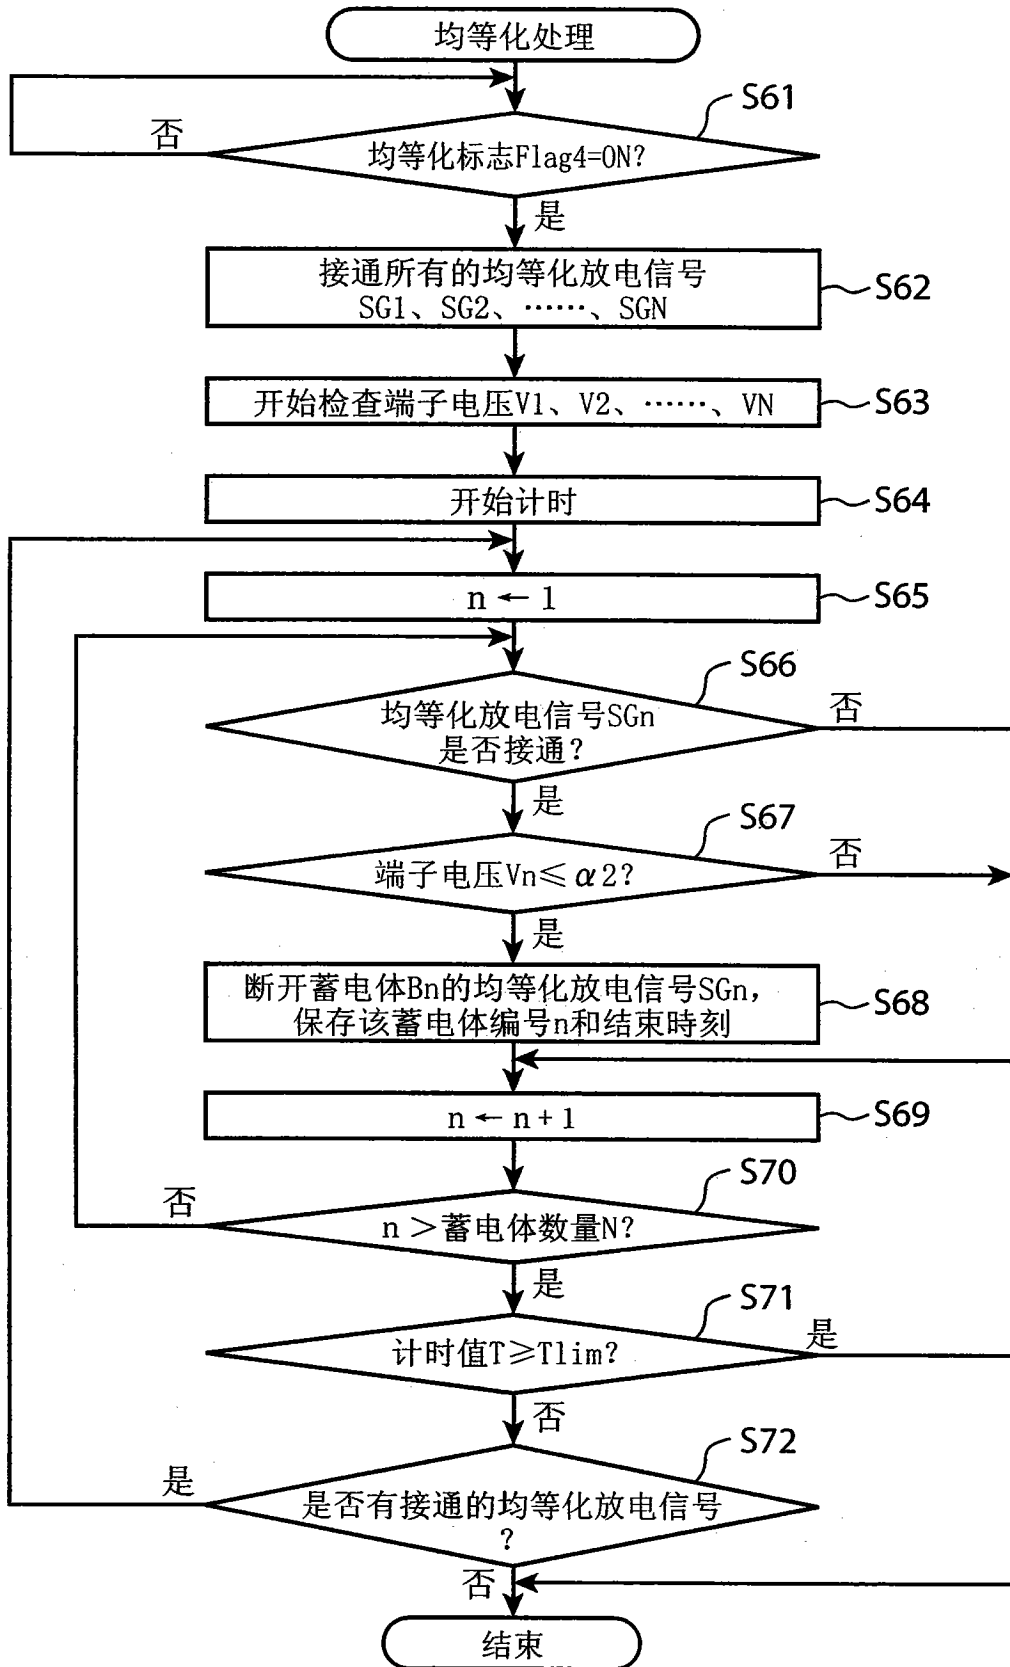 均等化处理
S61
否
均等化标志Flag4=ON?
是
接通所有的均等化放电信号
SG1、SG2、……、SGN
S62
开始检查端子电压V1、V2、……、VN
S63
开始计时
S64
n ← 1
S65
S66
均等化放电信号SGn
是否接通?
否
是
S67
端子电压Vn≤α2?
否
是
断开蓄电体Bn的均等化放电信号SGn,
保存该蓄电体编号n和结束時刻
S68
n ← n + 1
S69
S70
否
n >蓄电体数量N?
是
S71
计时值T≥Tlim?
是
否
S72
是
是否有接通的均等化放电信号
?
否
结束